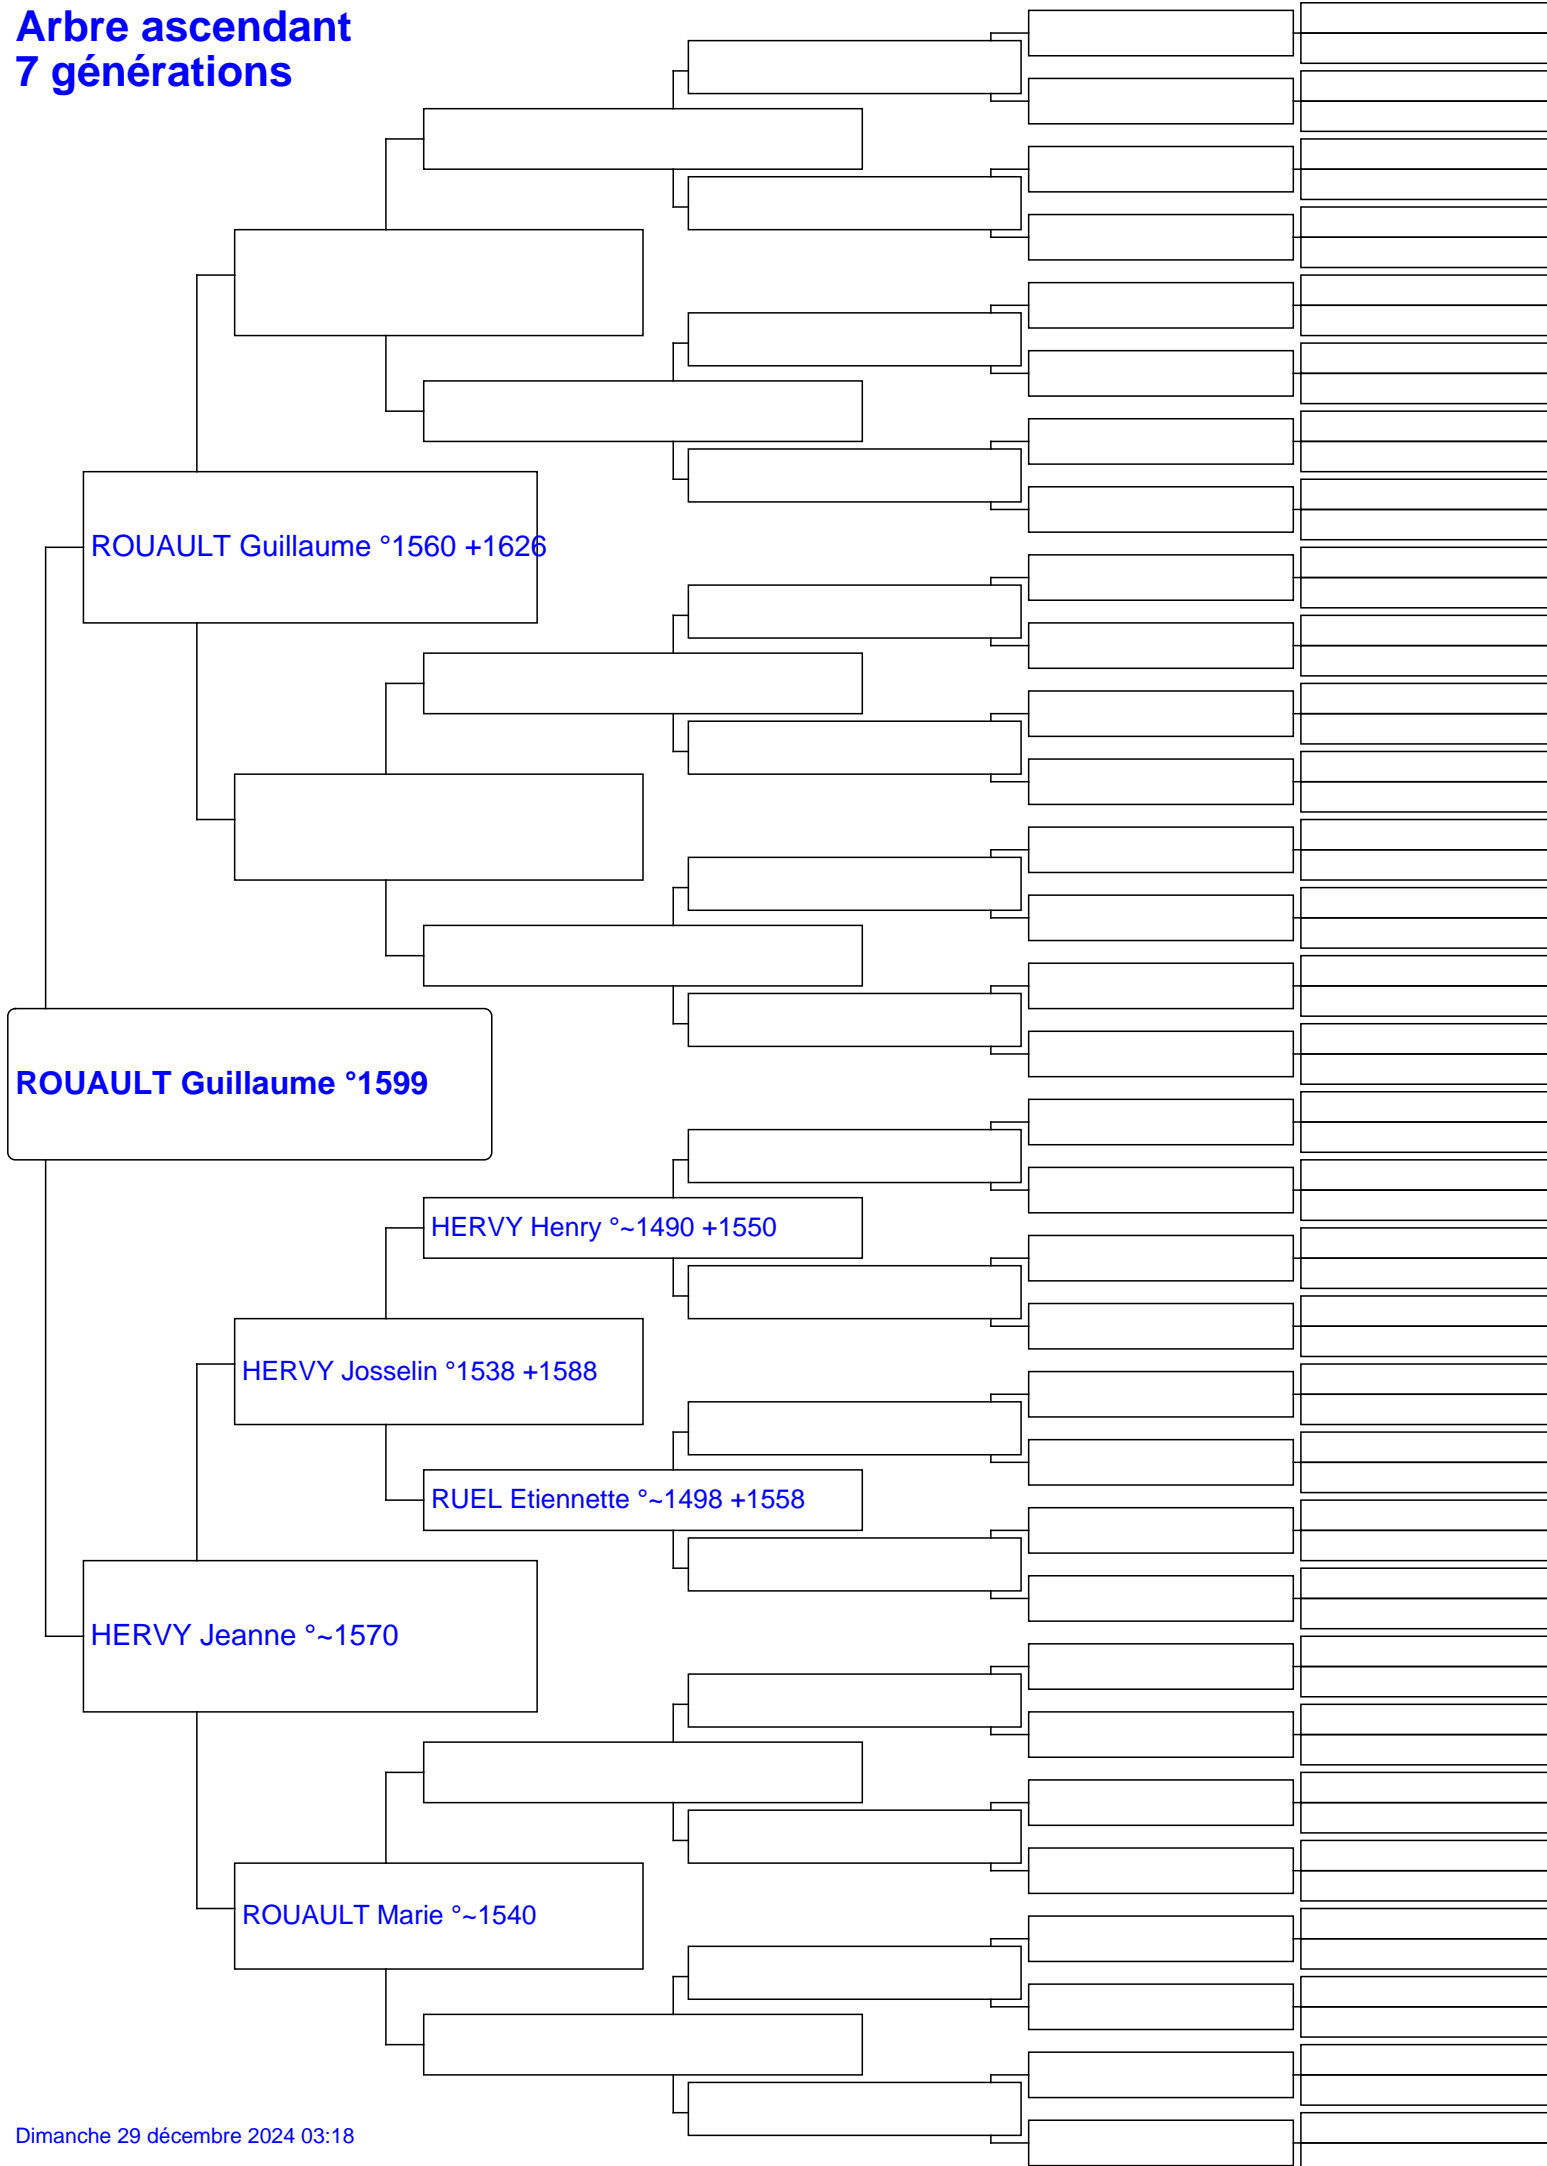 Arbre ascendant
7 générations
ROUAULT Guillaume °1560 +1626
ROUAULT Guillaume °1599
HERVY Henry °~1490 +1550
HERVY Josselin °1538 +1588
RUEL Etiennette °~1498 +1558
HERVY Jeanne °~1570
ROUAULT Marie °~1540
Dimanche 29 décembre 2024 03:18